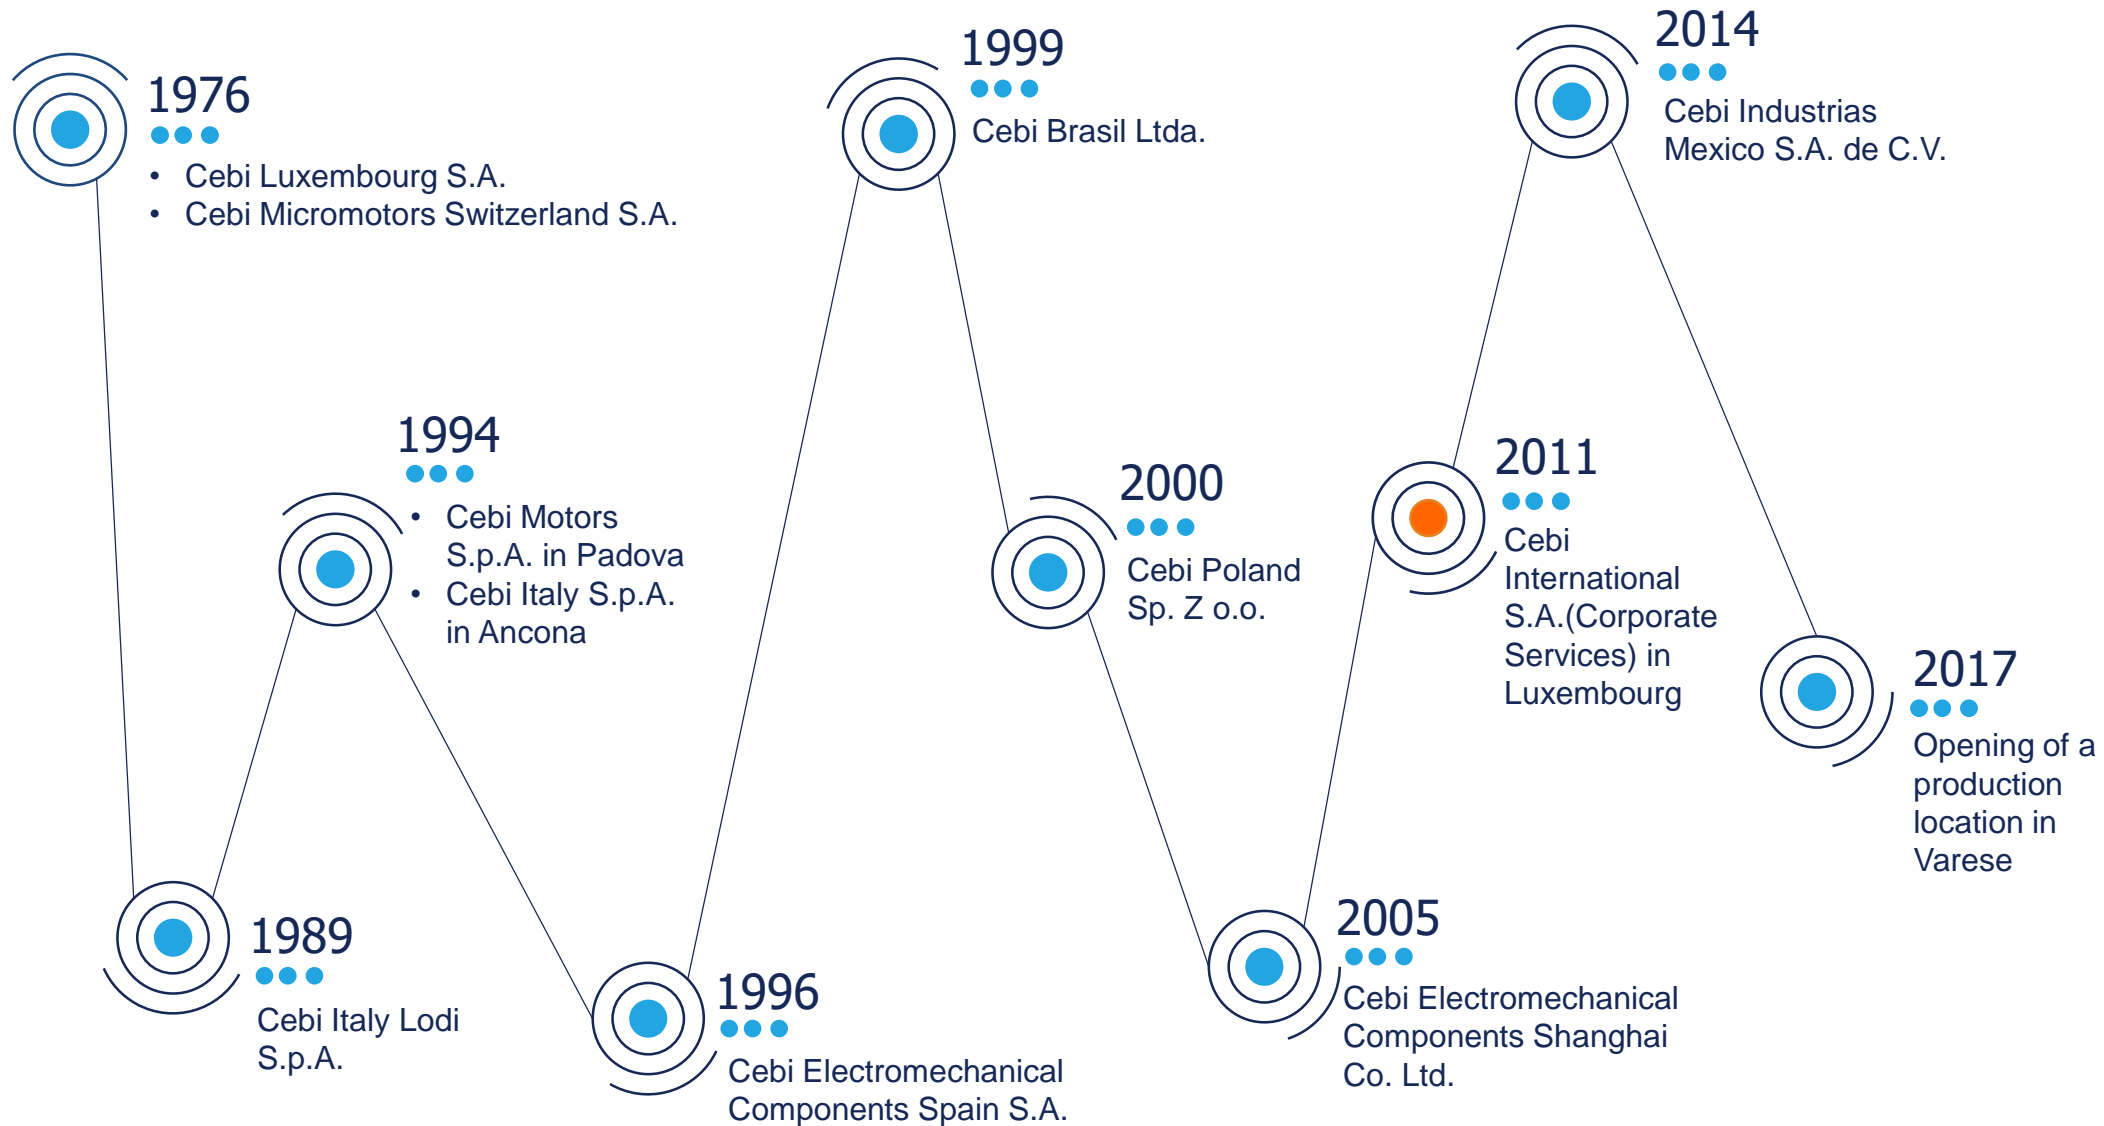 1976
• Cebi Luxembourg S.A.
• Cebi Micromotors Switzerland S.A.
1989
Cebi Italy Lodi
S.p.A.
1994
• Cebi Motors
S.p.A. in Padova
• Cebi Italy S.p.A.
in Ancona
1996
Cebi Electromechanical
Components Spain S.A.
1999
Cebi Brasil Ltda.
2000
Cebi Poland
Sp. Z o.o.
2005
Cebi Electromechanical
Components Shanghai
Co. Ltd.
2011
Cebi
International
S.A.(Corporate
Services) in
Luxembourg
2014
Cebi Industrias
Mexico S.A. de C.V.
2017
Opening of a
production
location in
Varese